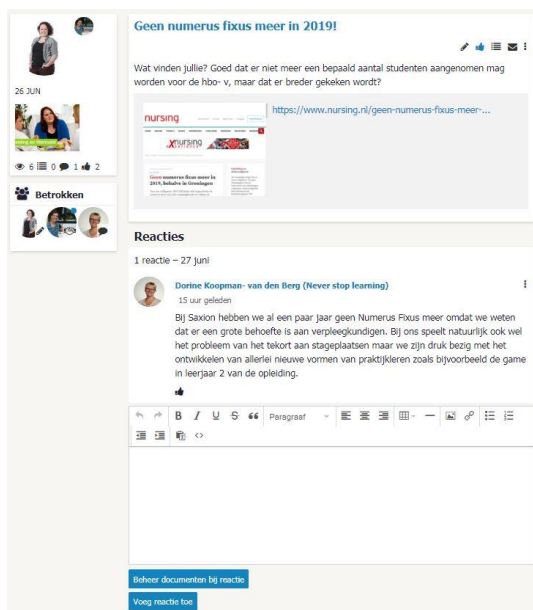 Geen numerus fixus meer in 2019!
Wat vinden jullie? Goed dat er niet meer een bepaald aantal studenten aangenomen mag
worden voor de hbo- v, maar dat er breder gekeken wordt?
26 JUN
6 0 1 2
nursing
https://www.nursing.nl/geen-numerus-fixus-meer-...
nursing
Geen numerus fixus meer in
2019, behalve in Groningen
Betrokken
Reacties
1 reactie – 27 juni
Dorine Koopman- van den Berg (Never stop learning)
15 uur geleden
Bij Saxion hebben we al een paar jaar geen Numerus Fixus meer omdat we weten
dat er een grote behoefte is aan verpleegkundigen. Bij ons speelt natuurlijk ook wel
het probleem van het tekort aan stageplaatsen maar we zijn druk bezig met het
ontwikkelen van allerlei nieuwe vormen van praktijkleren zoals bijvoorbeeld de game
in leerjaar 2 van de opleiding.
B I U S Paragraaf
Beheer documenten bij reactie
Voeg reactie toe